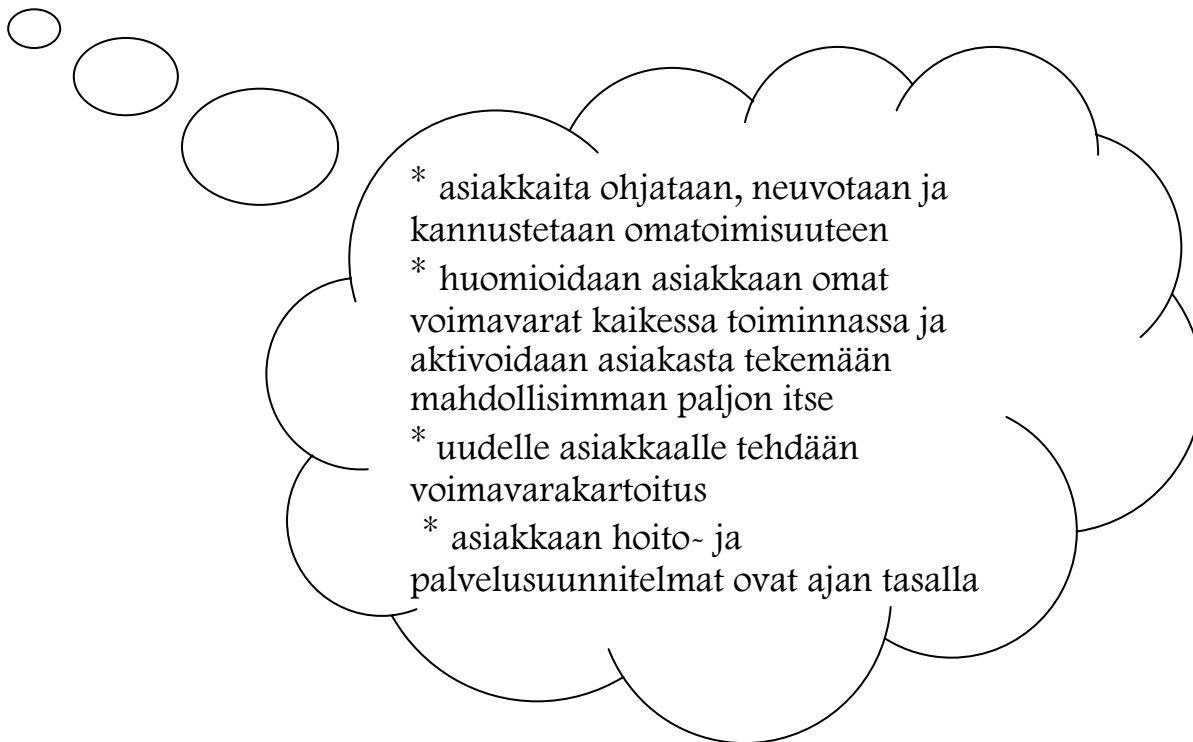 * asiakkaita ohjataan, neuvotaan ja
kannustetaan omatoimisuuteen
* huomioidaan asiakkaan omat
voimavarat kaikessa toiminnassa ja
aktivoidaan asiakasta tekemään
mahdollisimman paljon itse
* uudelle asiakkaalle tehdään
voimavarakartoitus
* asiakkaan hoito- ja
palvelusuunnitelmat ovat ajan tasalla